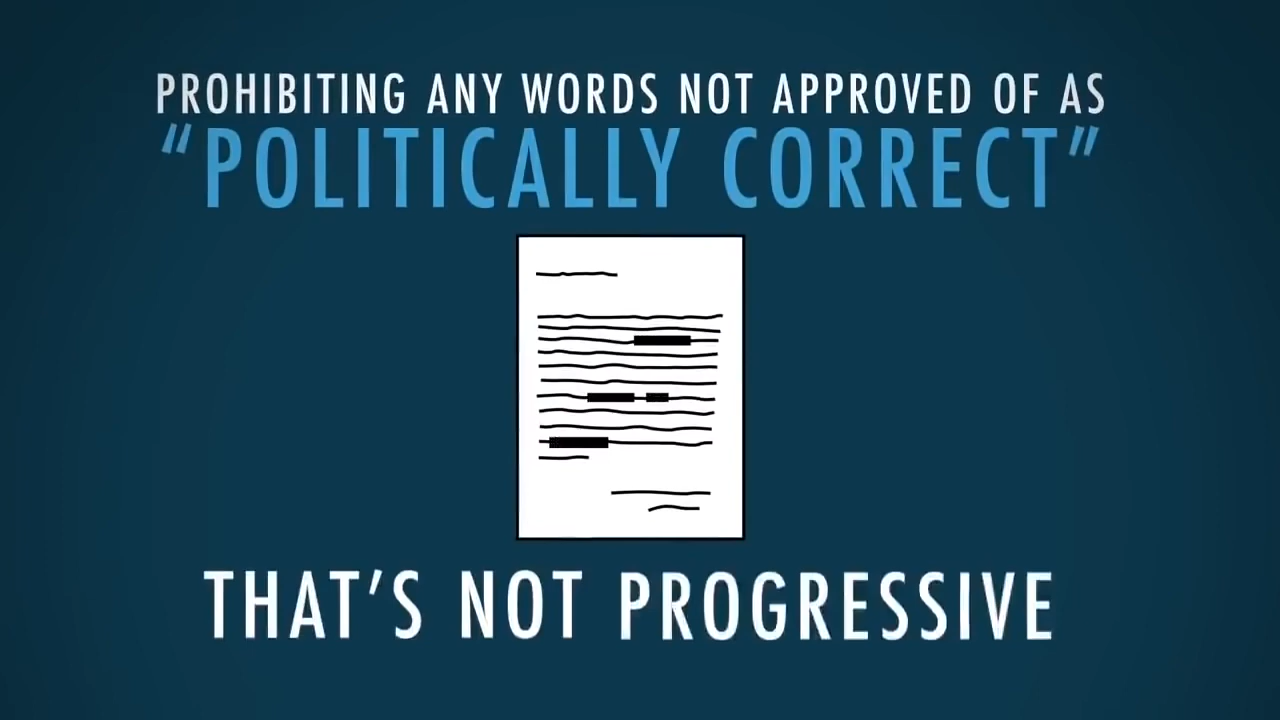 PROHIBITING ANY WORDS NOT APPROVED OF AS
“POLITICALLY CORRECT”
THAT’S NOT PROGRESSIVE